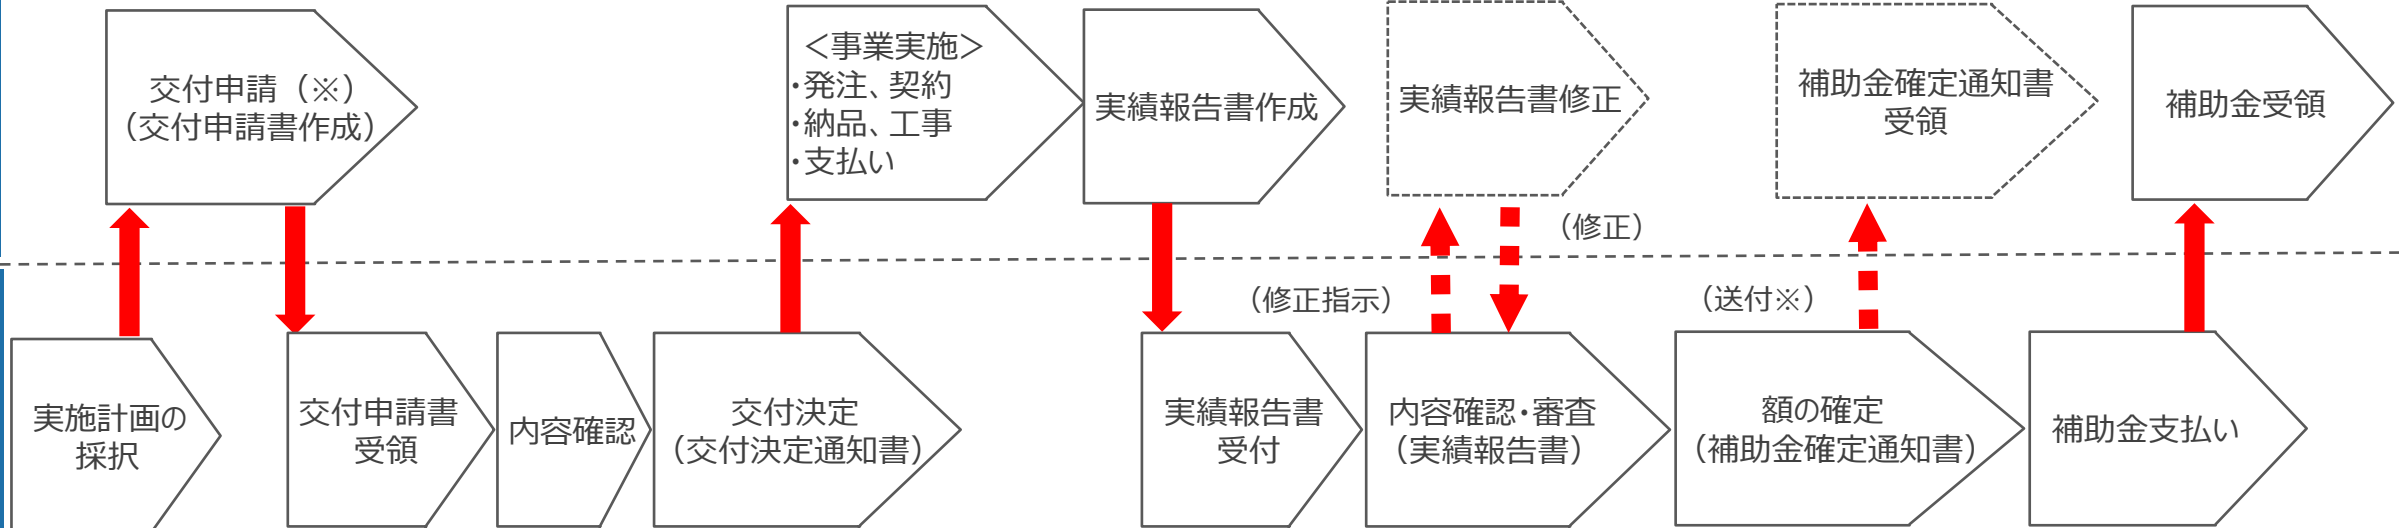 交付申請（※）
（交付申請書作成）
＜事業実施＞
・発注、契約
・納品、工事
・支払い
実績報告書作成
実績報告書修正
補助金確定通知書
受領
補助金受領
（修正）
（修正指示）
（送付※）
実施計画の
採択
交付申請書
受領
内容確認
交付決定
（交付決定通知書）
実績報告書
受付
内容確認・審査
（実績報告書）
額の確定
（補助金確定通知書）
補助金支払い